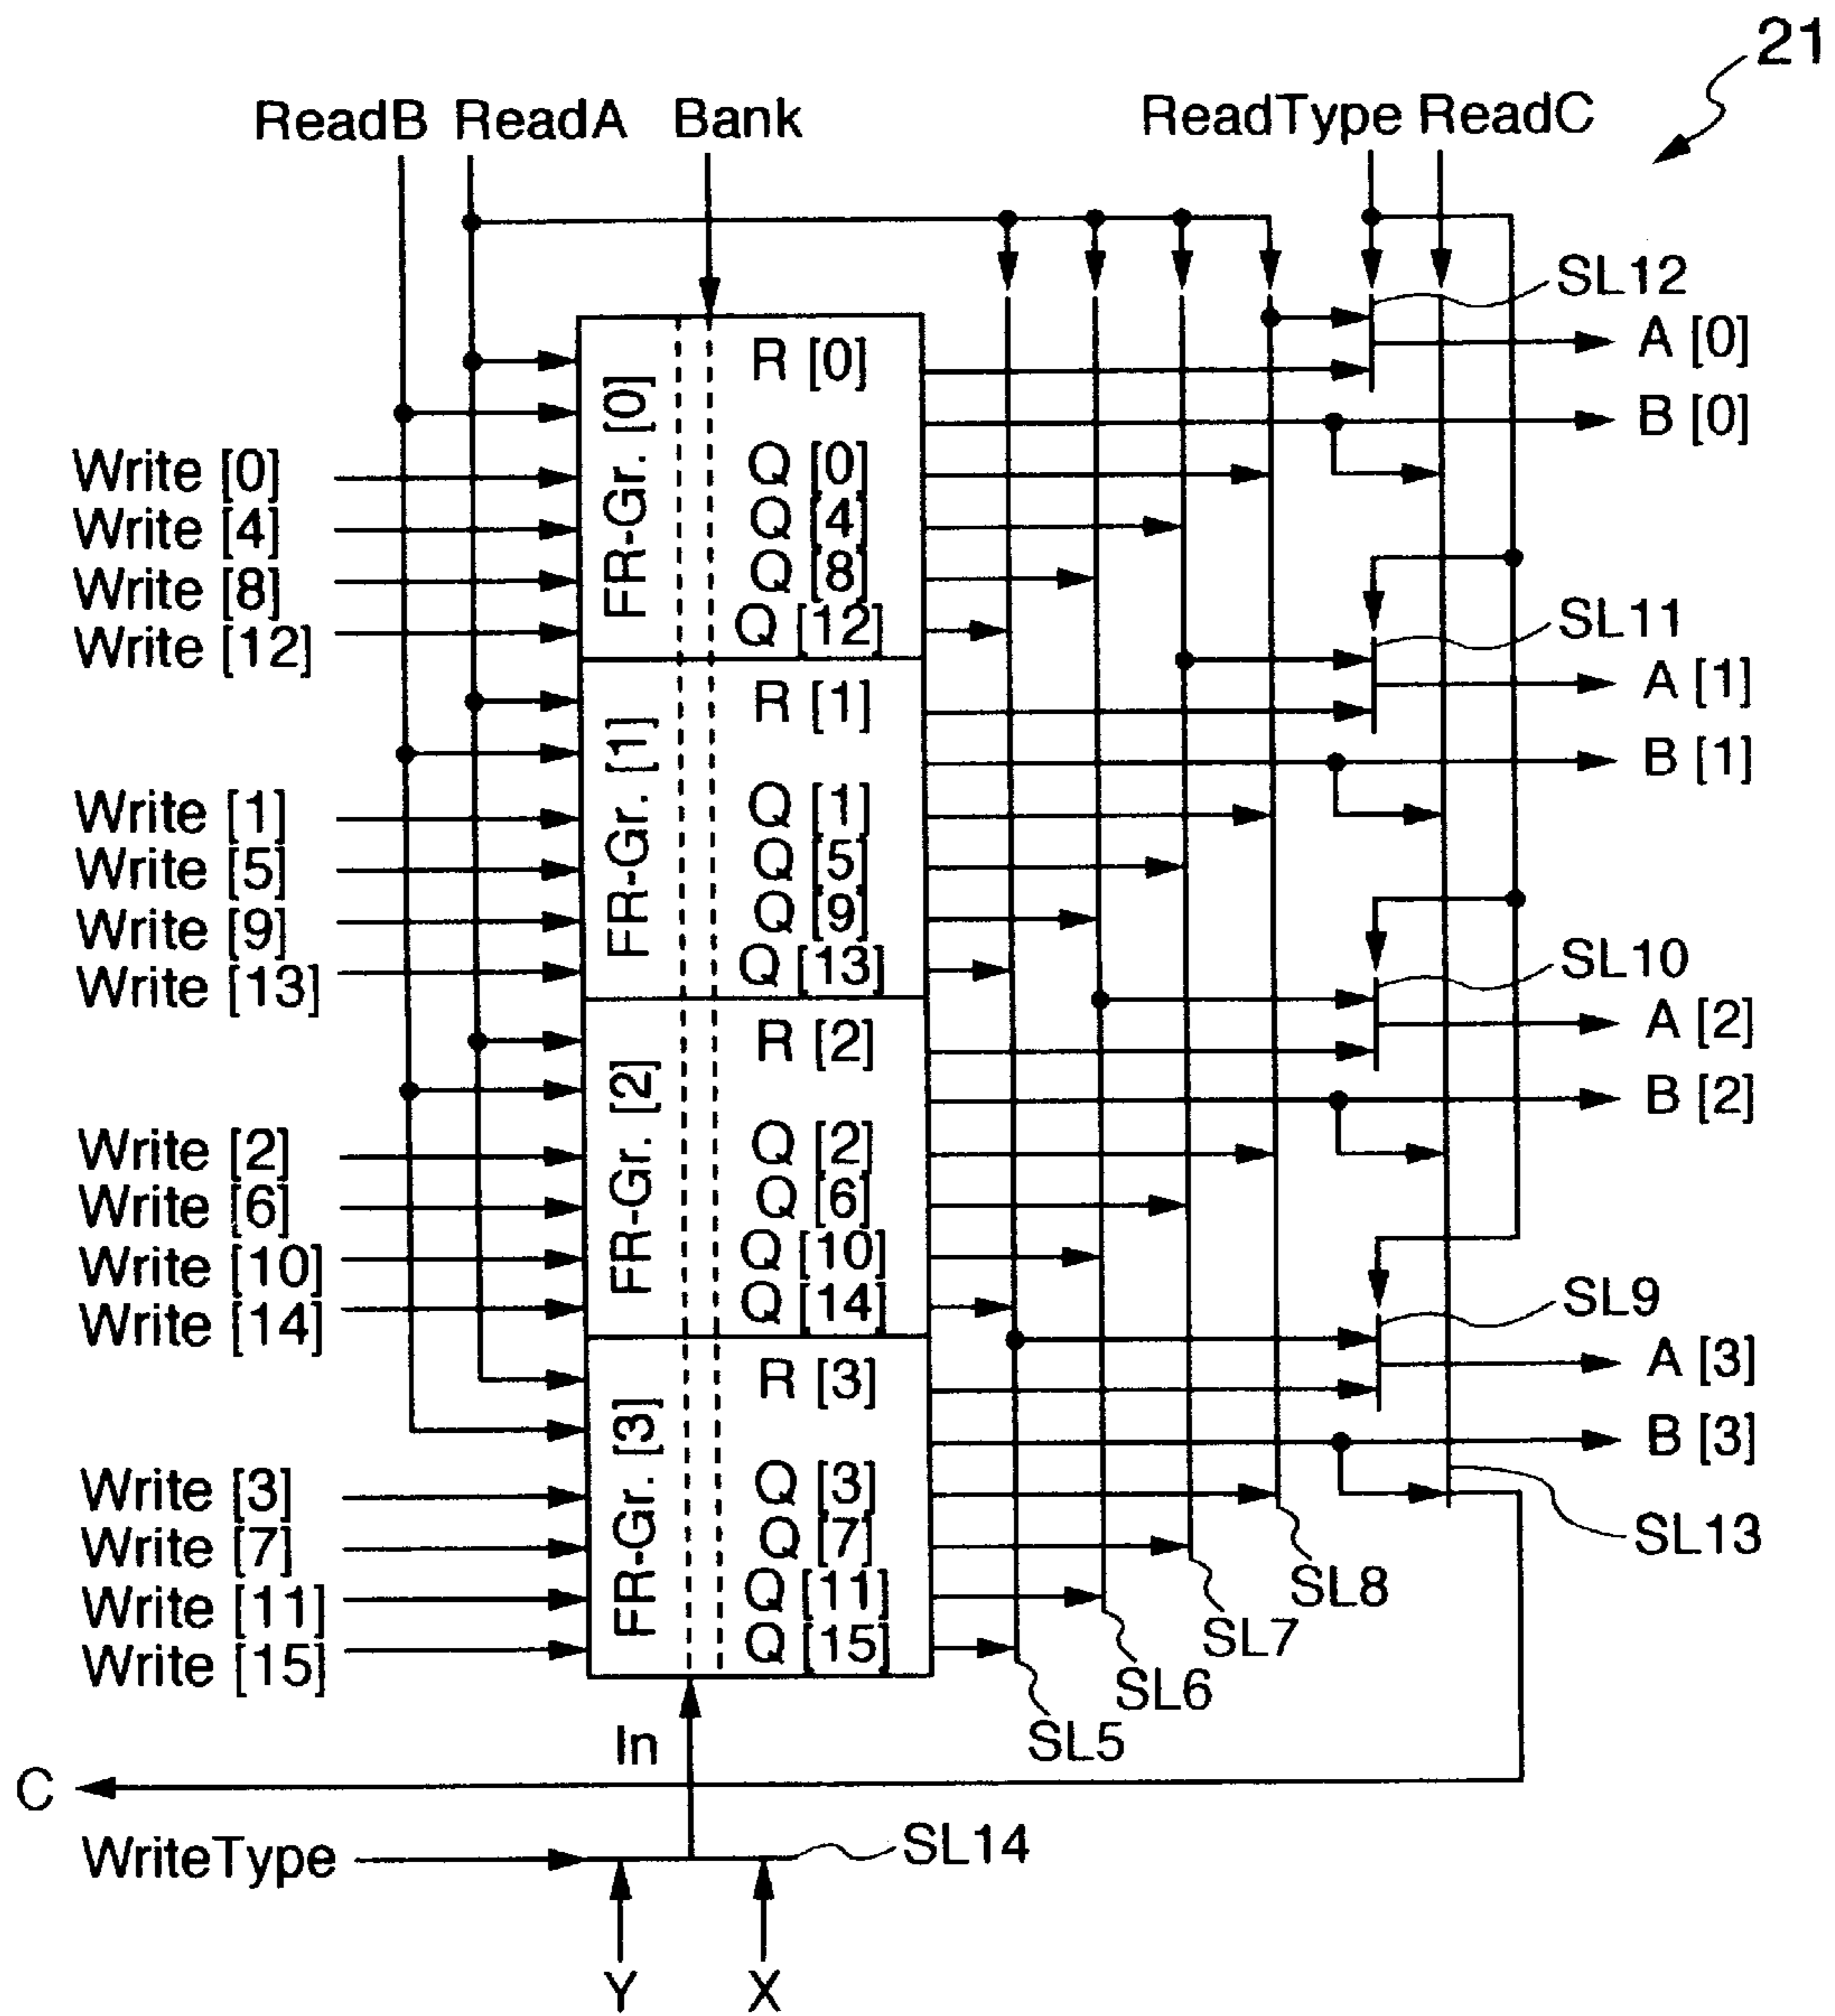 21
ReadB ReadA Bank ReadType ReadC
SL12
A [0]
R [0]
B [0]
FR-Gr. [0]
Write [0]
Q [0]
Write [4]
Q [4]
Write [8]
Q [8]
Write [12]
Q [12]
SL11
A [1]
R [1]
B [1]
FR-Gr. [1]
Write [1]
Q [1]
Write [5]
Q [5]
Write [9]
Q [9]
Write [13]
Q [13]
SL10
A [2]
R [2]
B [2]
FR-Gr. [2]
Write [2]
Q [2]
Write [6]
Q [6]
Write [10]
Q [10]
Write [14]
Q [14]
SL9
A [3]
R [3]
B [3]
FR-Gr. [3]
Write [3]
Q [3]
Write [7]
Q [7]
Write [11]
Q [11]
Write [15]
Q [15]
SL13
SL8
SL7
SL6
SL5
In
C
WriteType
SL14
Y X